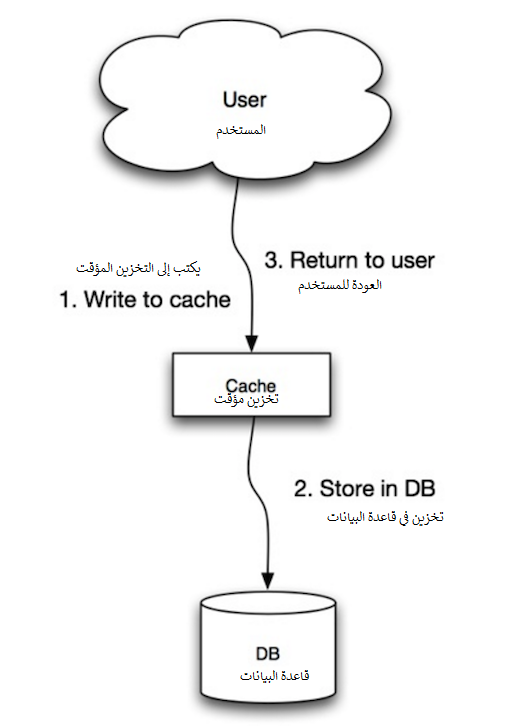 User
المستخدم
يكتب إلى التخزين المؤقت
1. Write to cache
3. Return to user
العودة للمستخدم
Cache
تخزين مؤقت
2. Store in DB
تخزين في قاعدة البيانات
DB
قاعدة البيانات